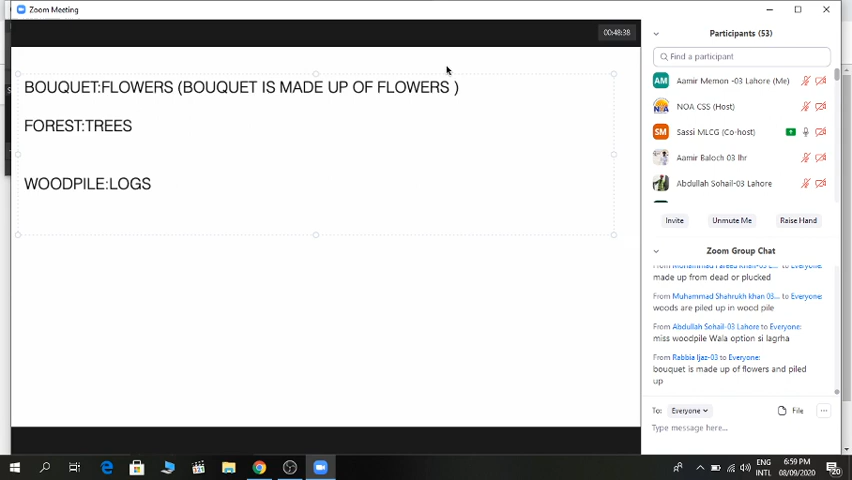 Zoom Meeting
00:48:38
BOUQUET:FLOWERS (BOUQUET IS MADE UP OF FLOWERS )
FOREST:TREES
WOODPILE:LOGS
Participants (53)
Find a participant
AM Aamir Memon -03 Lahore (Me)
NOA CSS (Host)
SM Sassi MLCG (Co-host)
Aamir Baloch 03 lhr
Abdullah Sohail-03 Lahore
Invite
Unmute Me
Raise Hand
Zoom Group Chat
made up from dead or plucked
From Muhammad Shahrukh khan 03... to Everyone:
woods are piled up in wood pile
From Abdullah Sohail-03 Lahore to Everyone:
miss woodpile Wala option si lagrha
From Rabbia Ijaz-03 to Everyone:
bouquet is made of flowers and piled
up
To: Everyone
File
Type message here...
ENG
INTL
6:59 PM
08/09/2020
20